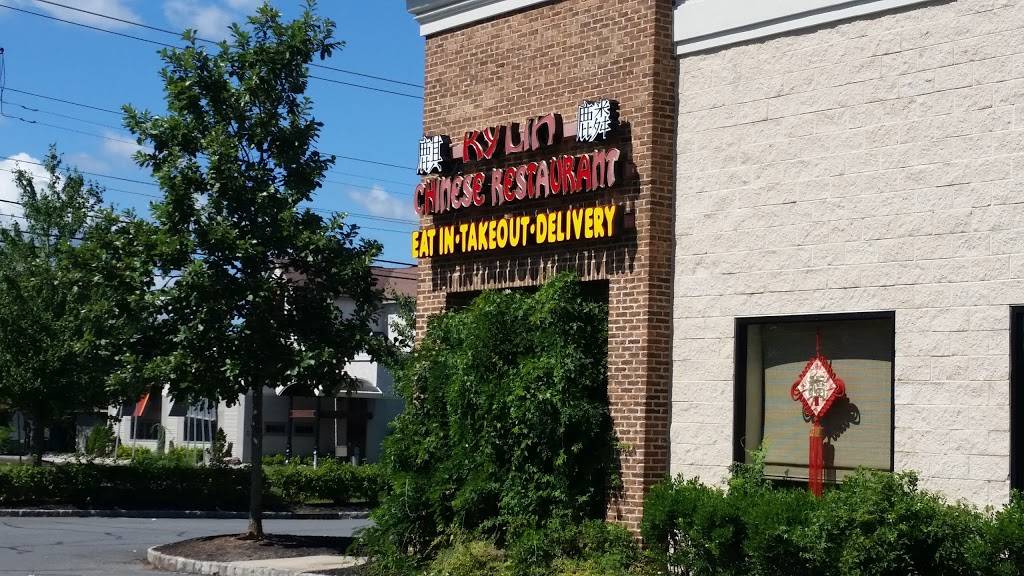 麒 KY LIN 麟
CHINESE RESTAURANT
EAT IN·TAKEOUT·DELIVERY